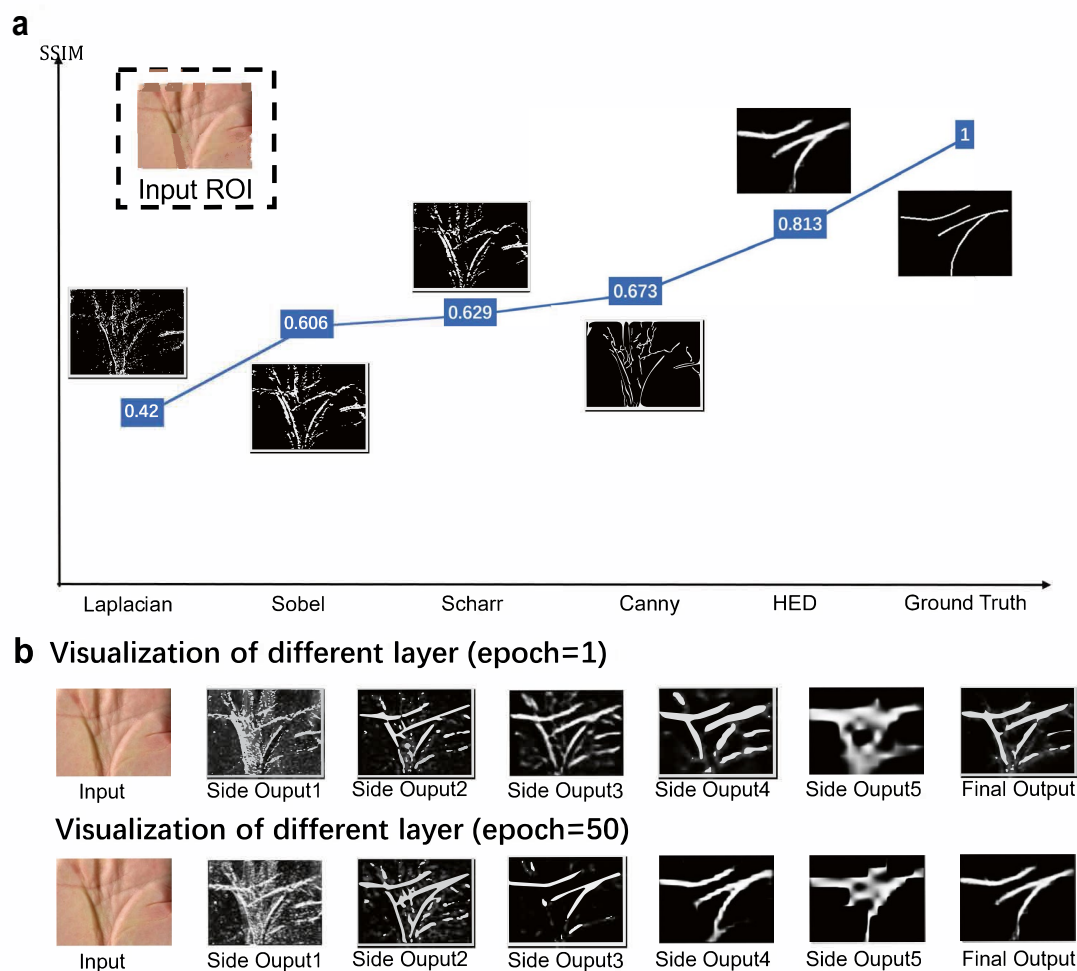 a
SSIM
Input ROI
1
0.813
0.673
0.629
0.606
0.42
Laplacian Sobel Scharr Canny HED Ground Truth
b Visualization of different layer (epoch=1)
Input Side Ouput1 Side Ouput2 Side Ouput3 Side Ouput4 Side Ouput5 Final Output
Visualization of different layer (epoch=50)
Input Side Ouput1 Side Ouput2 Side Ouput3 Side Ouput4 Side Ouput5 Final Output